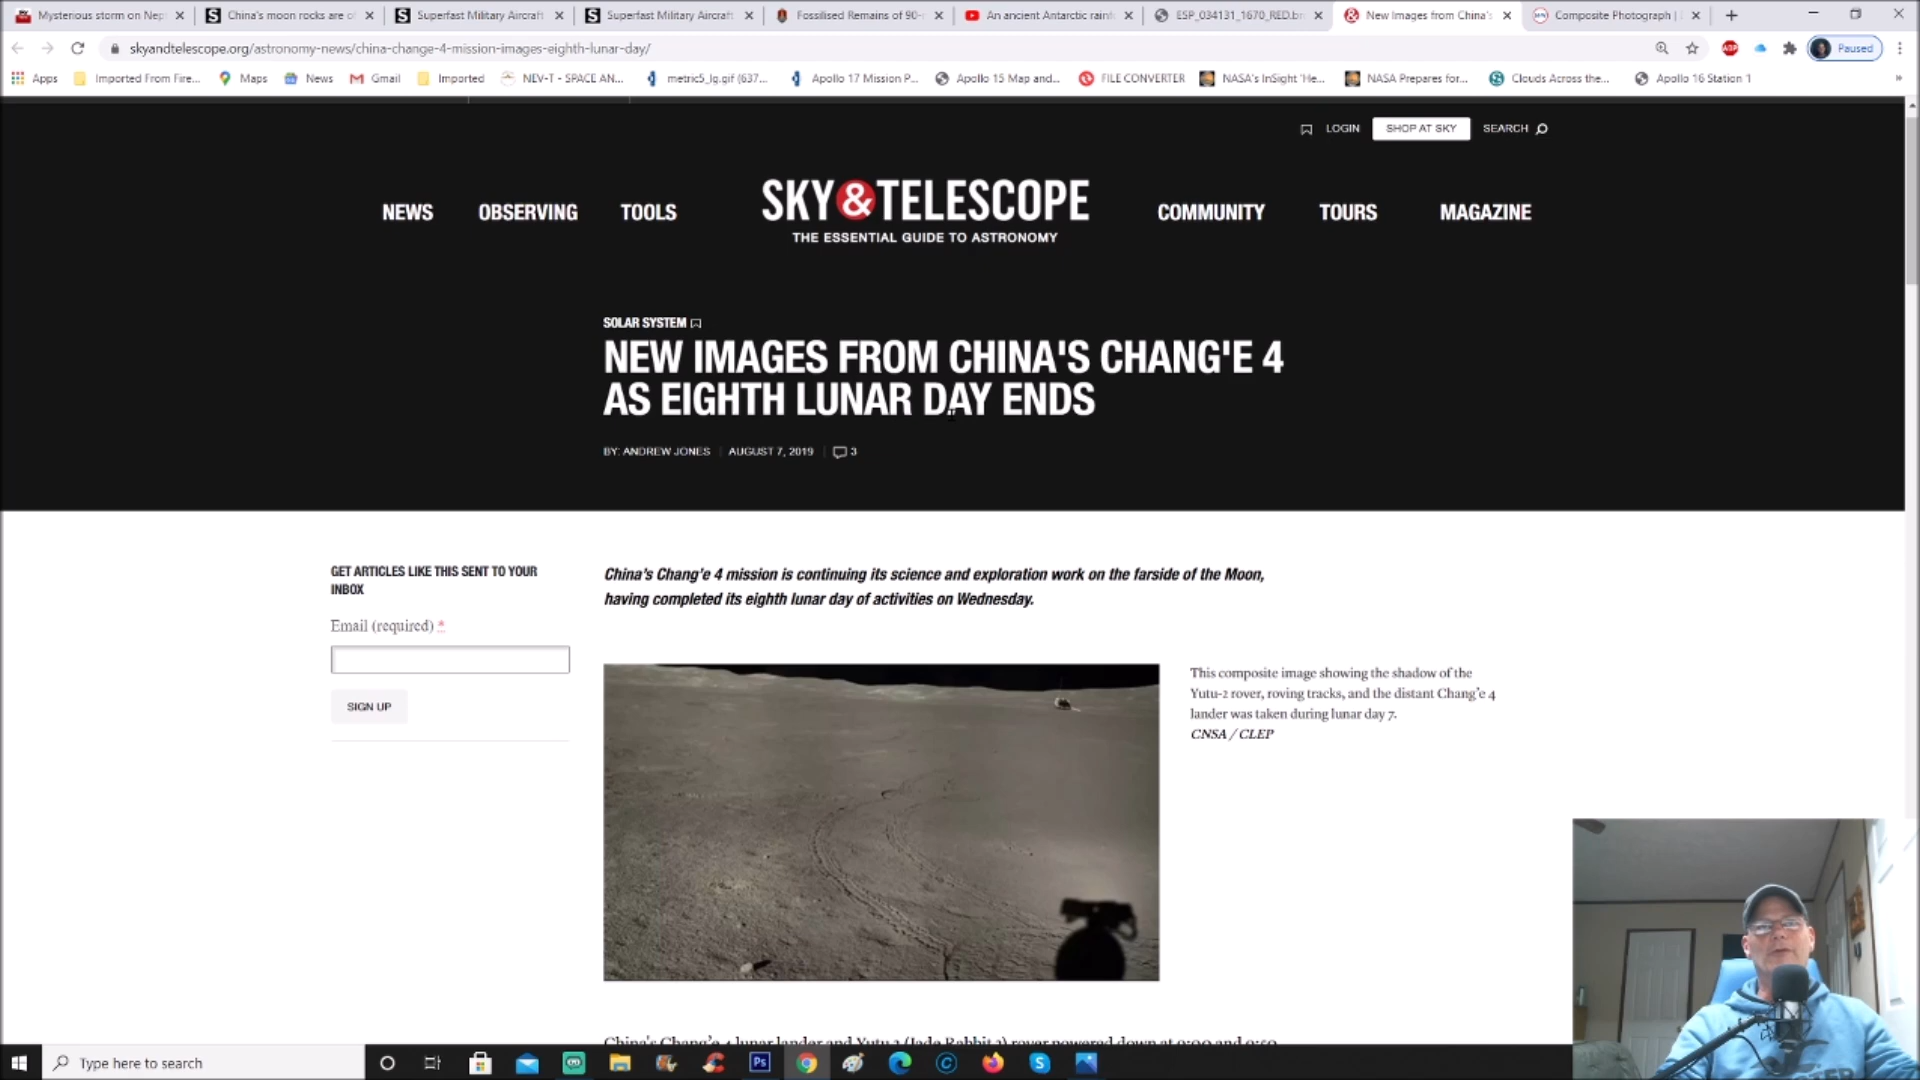 Mysterious storm on Nep
China's moon rocks are o
Superfast Military Aircraft
Superfast Military Aircraft
Fossilised Remains of 90-
An ancient Antarctic rainf
ESP_034131_1670_RED.br
New Images from China's
Composite Photograph |
skyandtelescope.org/astronomy-news/china-change-4-mission-images-eighth-lunar-day/
ABP
Paused
Apps
Imported From Fire...
Maps
News
Gmail
Imported
NEV-T - SPACE AN...
metric5_lg.gif (637...
Apollo 17 Mission P...
Apollo 15 Map and...
FILE CONVERTER
NASA's InSight 'He...
NASA Prepares for...
Clouds Across the...
Apollo 16 Station 1
LOGIN
SHOP AT SKY
SEARCH
NEWS
OBSERVING
TOOLS
SKY&TELESCOPE
THE ESSENTIAL GUIDE TO ASTRONOMY
COMMUNITY
TOURS
MAGAZINE
SOLAR SYSTEM
NEW IMAGES FROM CHINA'S CHANG'E 4
AS EIGHTH LUNAR DAY ENDS
BY: ANDREW JONES | AUGUST 7, 2019 | 3
GET ARTICLES LIKE THIS SENT TO YOUR
INBOX
Email (required) *
SIGN UP
China's Chang'e 4 mission is continuing its science and exploration work on the farside of the Moon,
having completed its eighth lunar day of activities on Wednesday.
This composite image showing the shadow of the
Yutu-2 rover, roving tracks, and the distant Chang'e 4
lander was taken during lunar day 7.
CNSA / CLEP
China's Chang'e 4 lunar lander and Yutu 2 (Jade Rabbit 2) rover powered down at
Type here to search
Ps